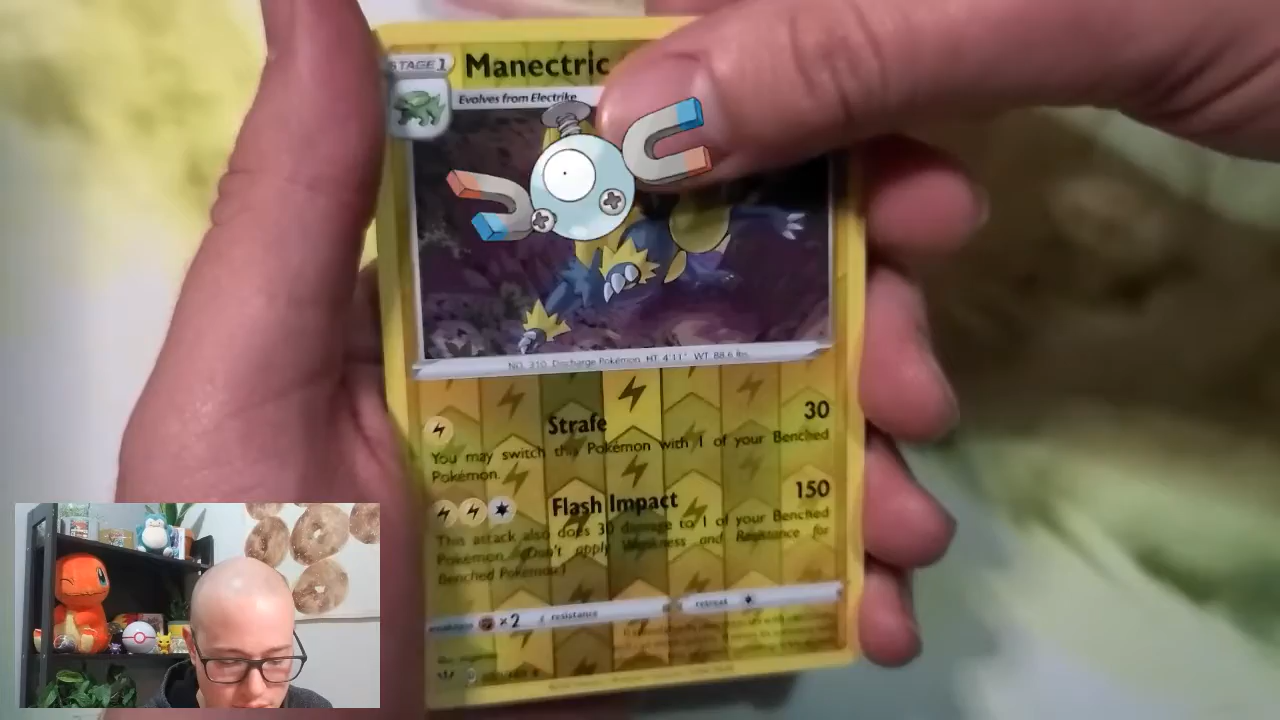 STAGE 1
Manectric
Evolves from Electrike
NO. 310 Discharge Pokémon HT 4'11" WT 88.6 lbs.
Strafe 30
You may switch this Pokémon with 1 of your Benched
Pokémon.
Flash Impact 150
This attack also does 30 damage to 1 of your Benched
Pokémon. (Don't apply Weakness and Resistance for
Benched Pokémon.)
weakness ×2 resistance retreat